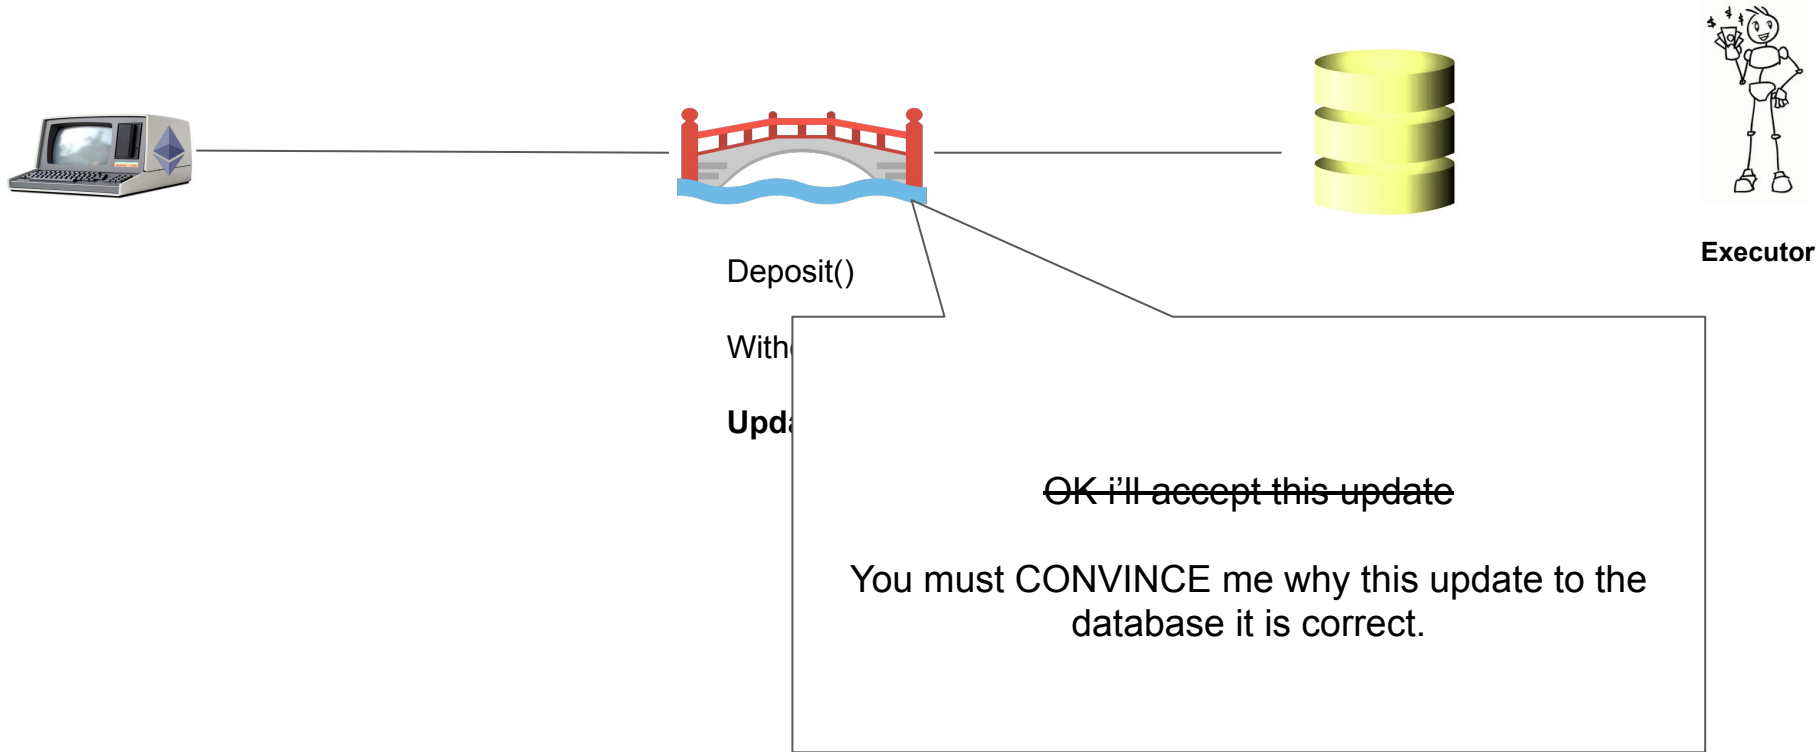 Executor
Deposit()
With
Upda
OK i'll accept this update
You must CONVINCE me why this update to the
database it is correct.